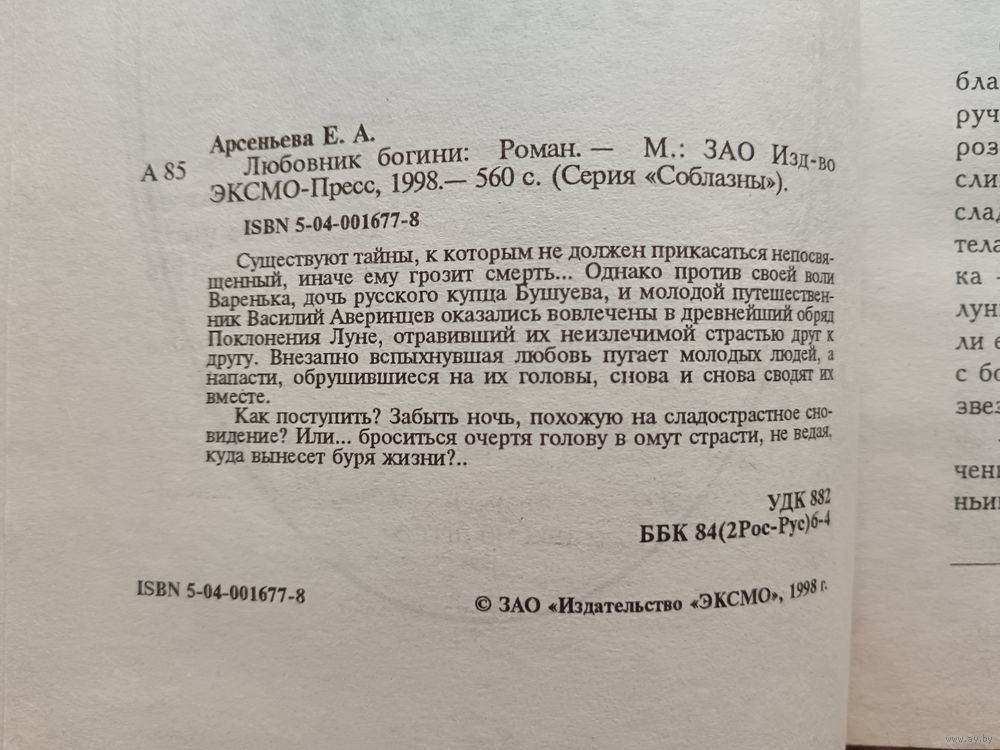 Арсеньева Е. А.
А 85
Любовник богини: Роман. — М.: ЗАО Изд-во
ЭКСМО-Пресс, 1998.— 560 с. (Серия «Соблазны»).
ISBN 5-04-001677-8
Существуют тайны, к которым не должен прикасаться непосвя-
щенный, иначе ему грозит смерть... Однако против своей воли
Варенька, дочь русского купца Бушуева, и молодой путешествен-
ник Василий Аверинцев оказались вовлечены в древнейший обряд
Поклонения Луне, отравивший их неизлечимой страстью друг к
другу. Внезапно вспыхнувшая любовь пугает молодых людей, а
напасти, обрушившиеся на их головы, снова и снова сводят их
вместе.
Как поступить? Забыть ночь, похожую на сладострастное сно-
видение? Или... броситься очертя голову в омут страсти, не ведая,
куда вынесет буря жизни?..
УДК 882
ББК 84(2Рос-Рус)6-4
ISBN 5-04-001677-8
© ЗАО «Издательство «ЭКСМО», 1998 г.
бла
руч
роз
сли
сла
тела
ка
лун
ли е
с бо
звез
чени
ньи
www.ay.by